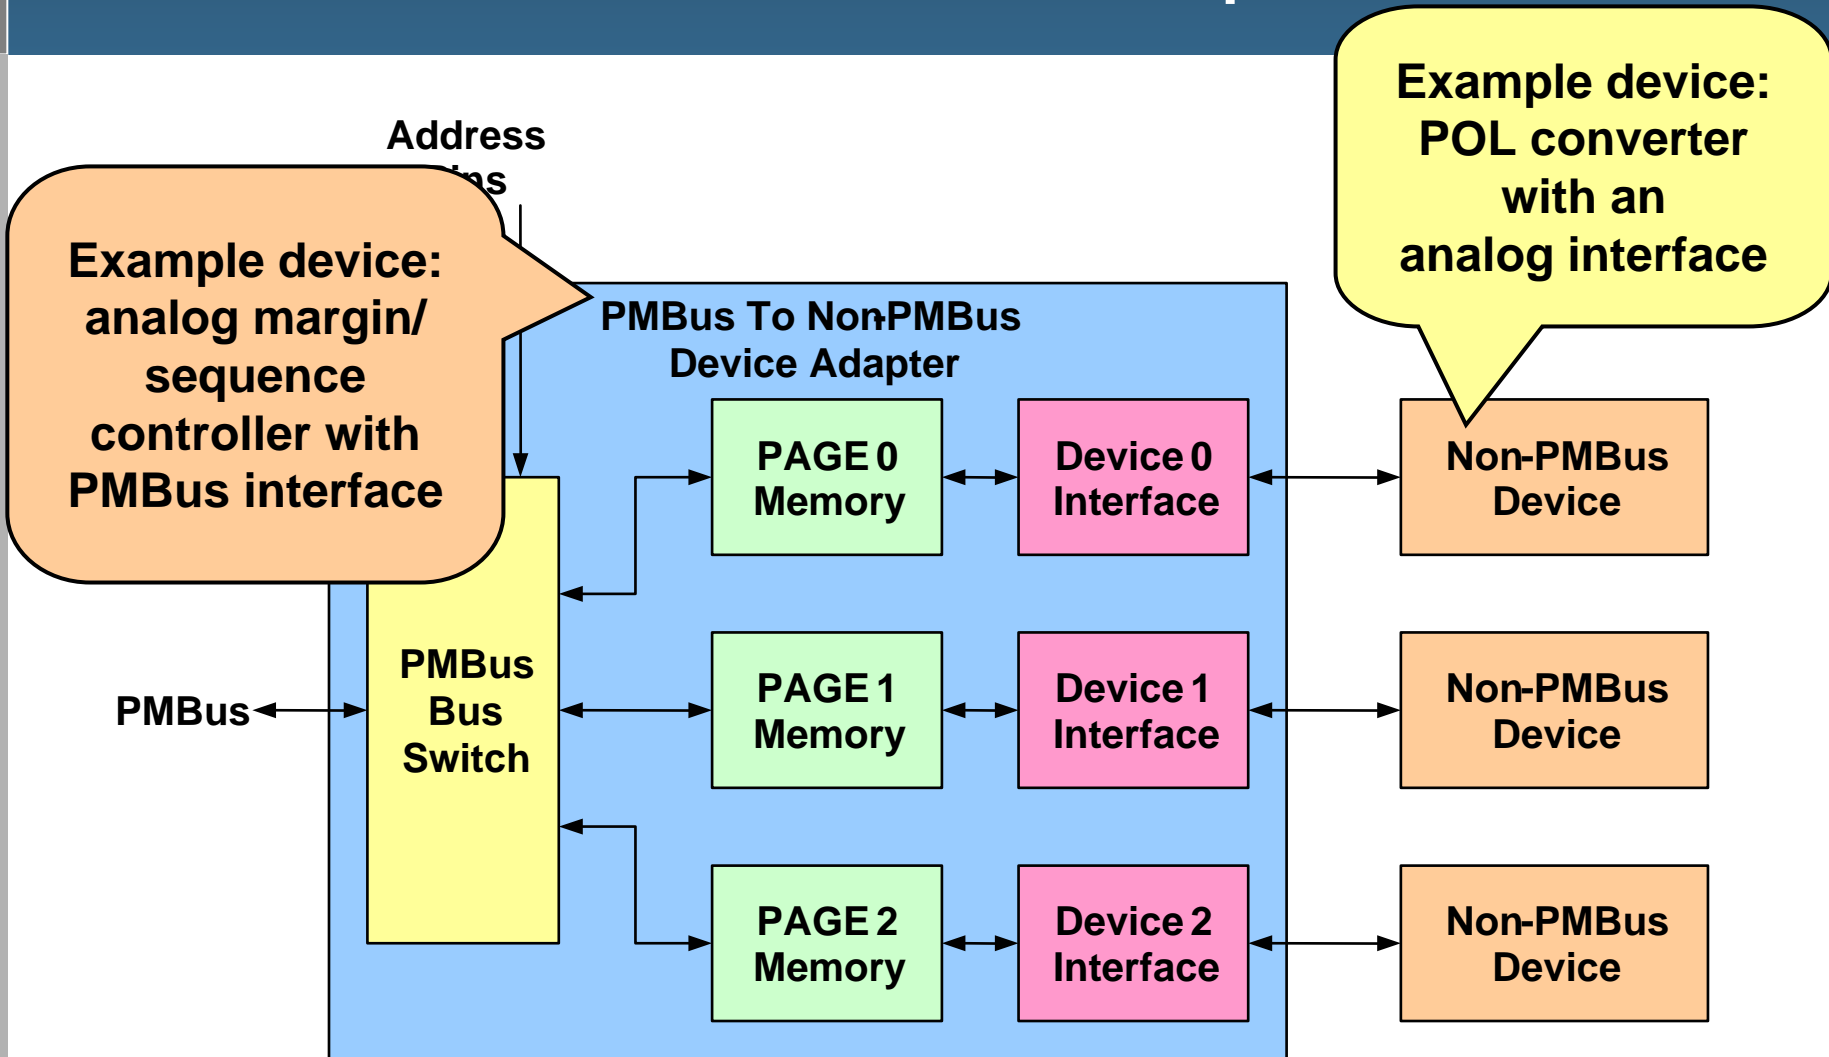 Example device:
POL converter
with an
analog interface
Address
Example device:
analog margin/
sequence
controller with
PMBus interface
PMBus To Non-PMBus
Device Adapter
PAGE 0
Memory
Device 0
Interface
Non-PMBus
Device
PMBus
PMBus
Bus
Switch
PAGE 1
Memory
Device 1
Interface
Non-PMBus
Device
PAGE 2
Memory
Device 2
Interface
Non-PMBus
Device